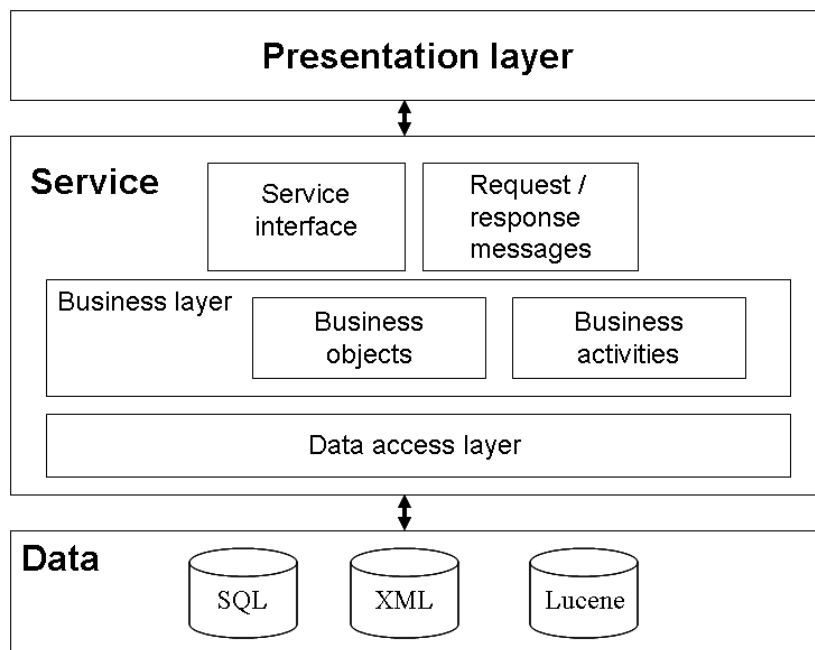 Presentation layer
Service
Service
interface
Request /
response
messages
Business layer
Business
objects
Business
activities
Data access layer
Data
SQL
XML
Lucene